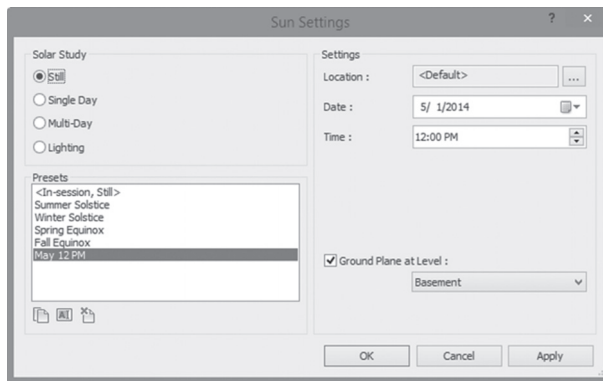 Sun Settings
? ×
Solar Study
Still
Single Day
Multi-Day
Lighting
Presets
<In-session, Still>
Summer Solstice
Winter Solstice
Spring Equinox
Fall Equinox
May 12 PM
AI
Settings
Location :
<Default>
...
Date :
5/ 1/2014
Time :
12:00 PM
Ground Plane at Level :
Basement
OK
Cancel
Apply